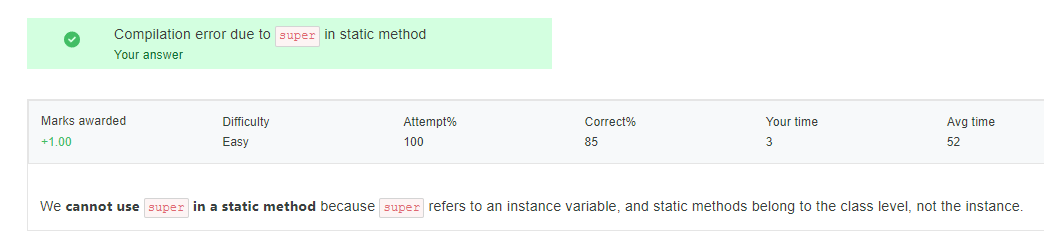 Compilation error due to super in static method
Your answer
Marks awarded Difficulty Attempt% Correct% Your time Avg time
+1.00 Easy 100 85 3 52
We cannot use super in a static method because super refers to an instance variable, and static methods belong to the class level, not the instance.